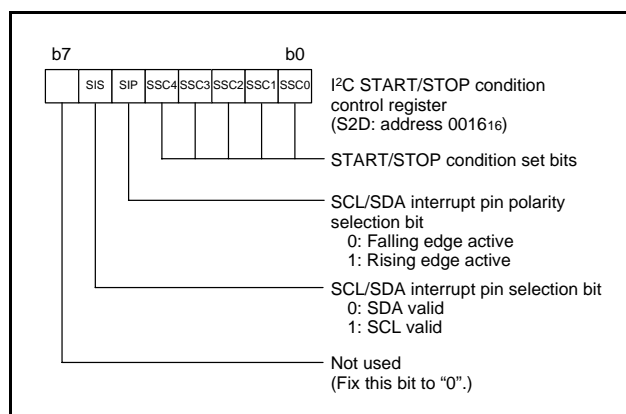 b7 b0
SIS SIP SSC4 SSC3 SSC2 SSC1 SSC0
I²C START/STOP condition
control register
(S2D: address 0016₁₆)
START/STOP condition set bits
SCL/SDA interrupt pin polarity
selection bit
0: Falling edge active
1: Rising edge active
SCL/SDA interrupt pin selection bit
0: SDA valid
1: SCL valid
Not used
(Fix this bit to “0”.)